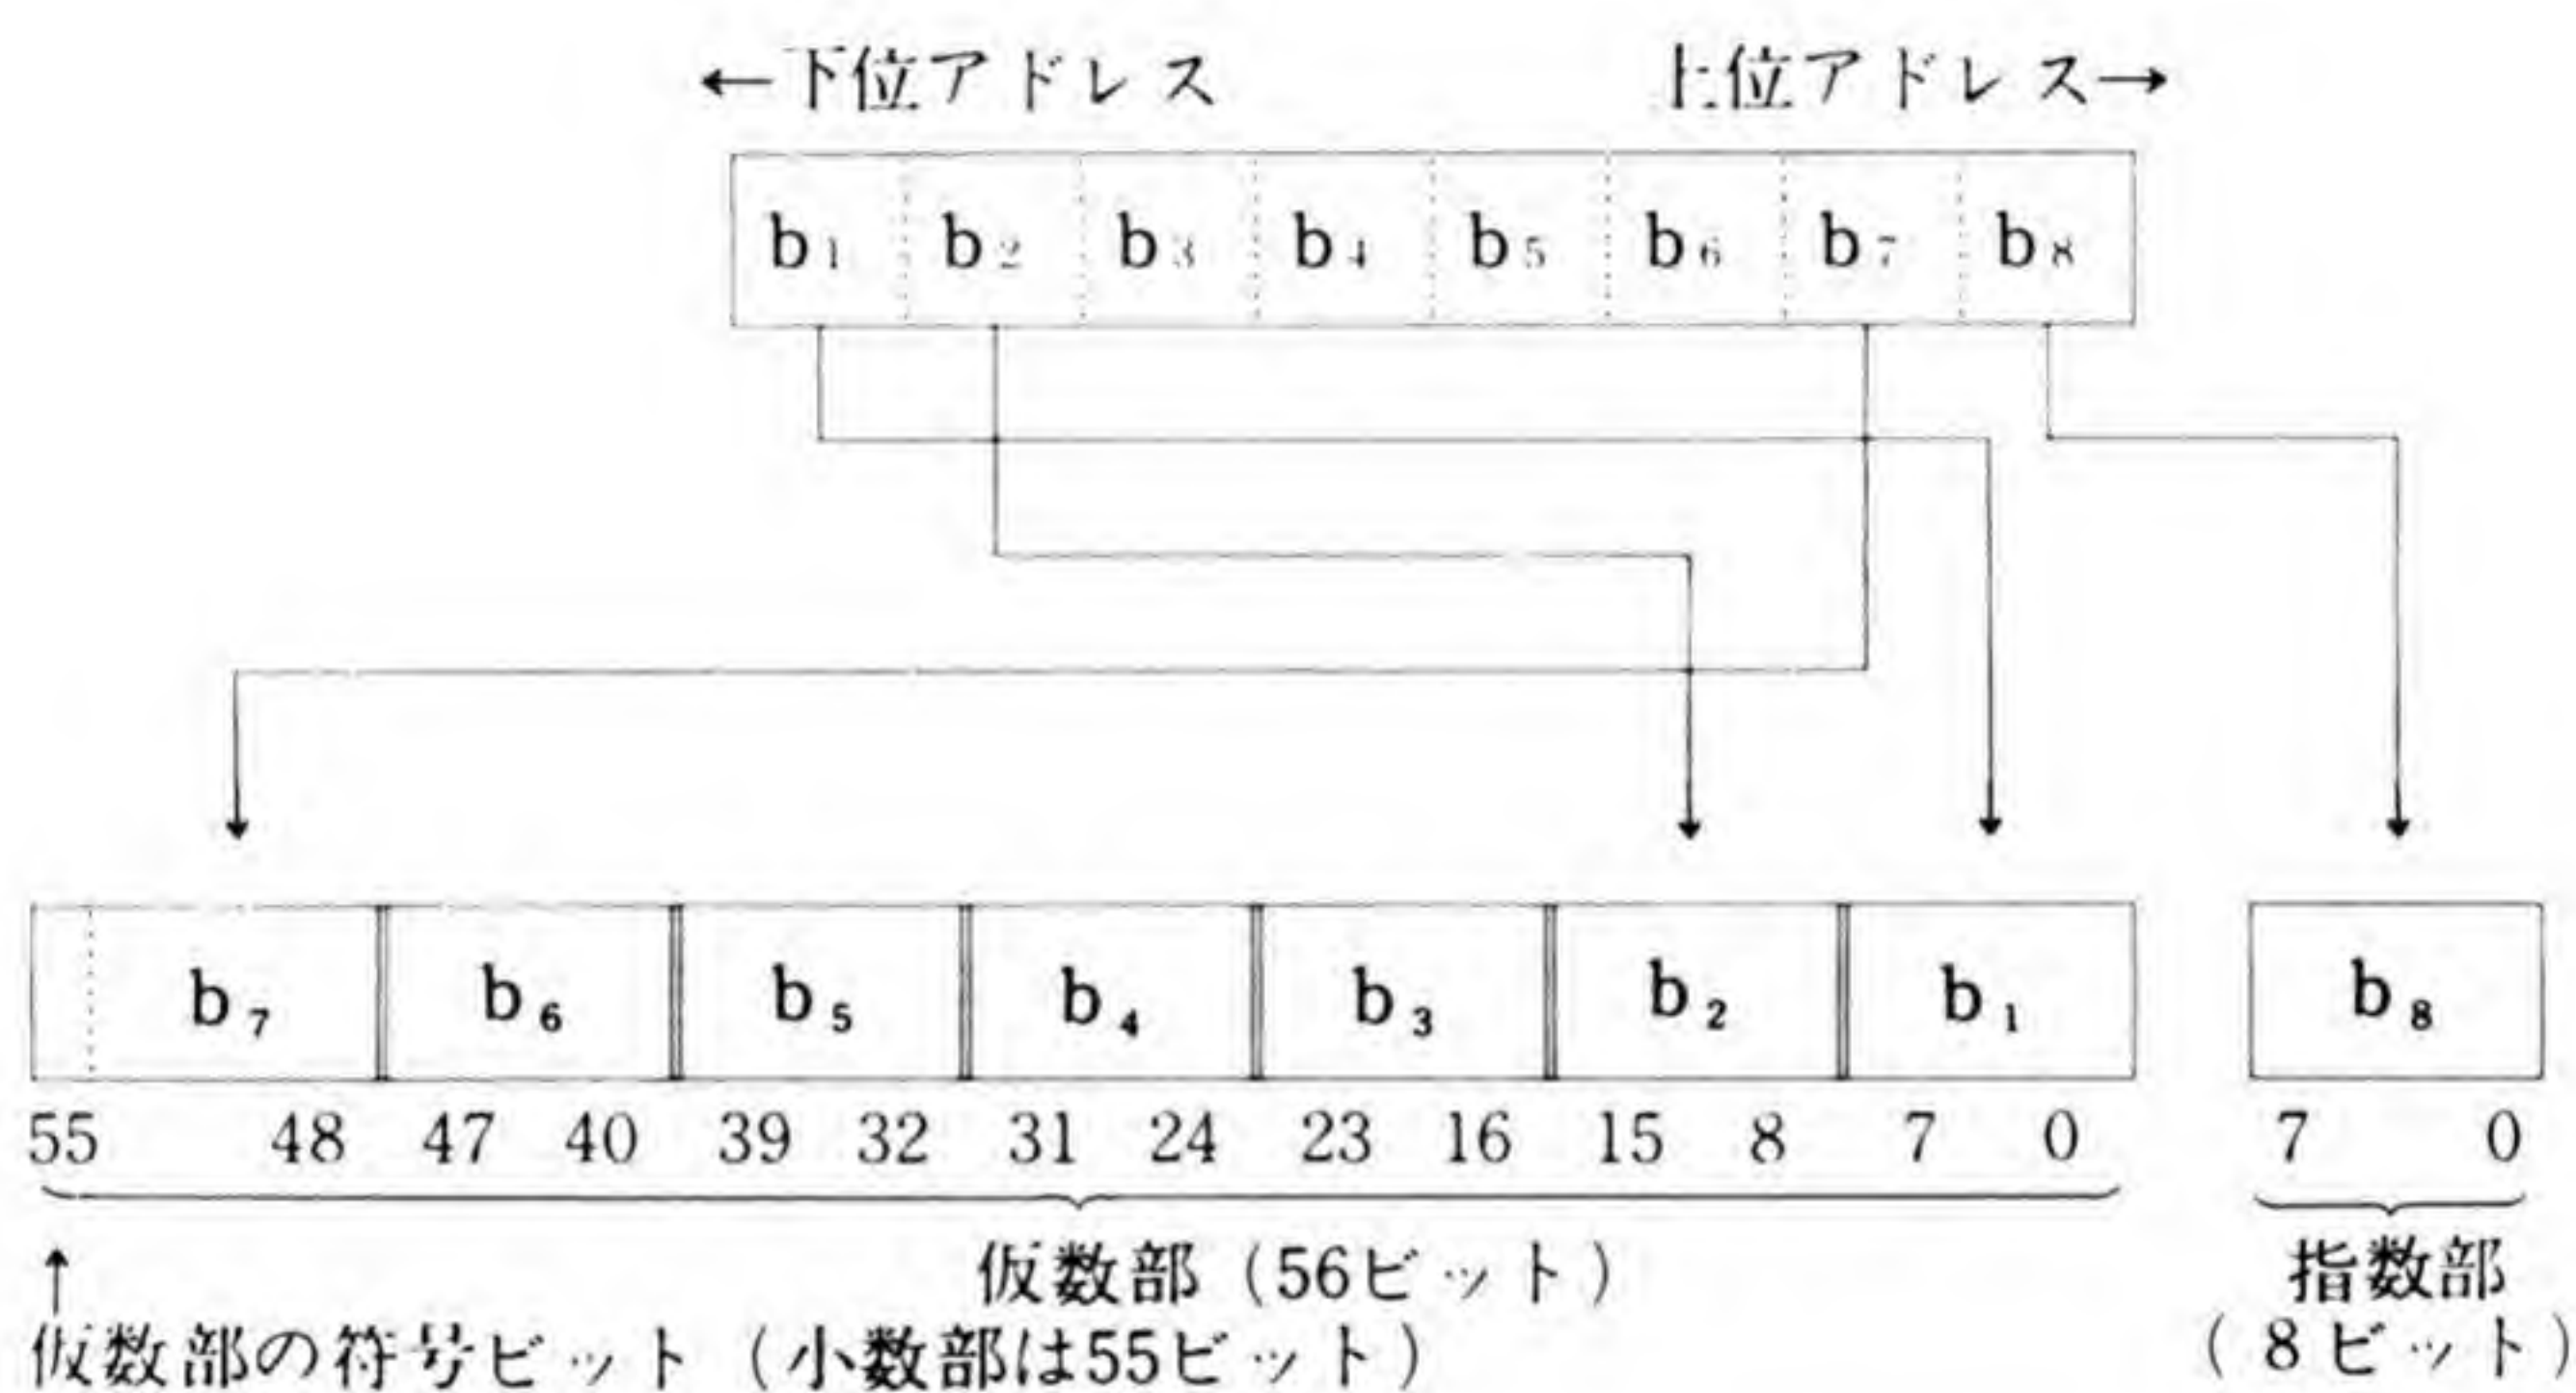 ←下位アドレス 上位アドレス→
b1 b2 b3 b4 b5 b6 b7 b8
b7 b6 b5 b4 b3 b2 b1 b8
55 48 47 40 39 32 31 24 23 16 15 8 7 0 7 0
↑ 仮数部(56ビット) 指数部
仮数部の符号ビット(小数部は55ビット) (8ビット)